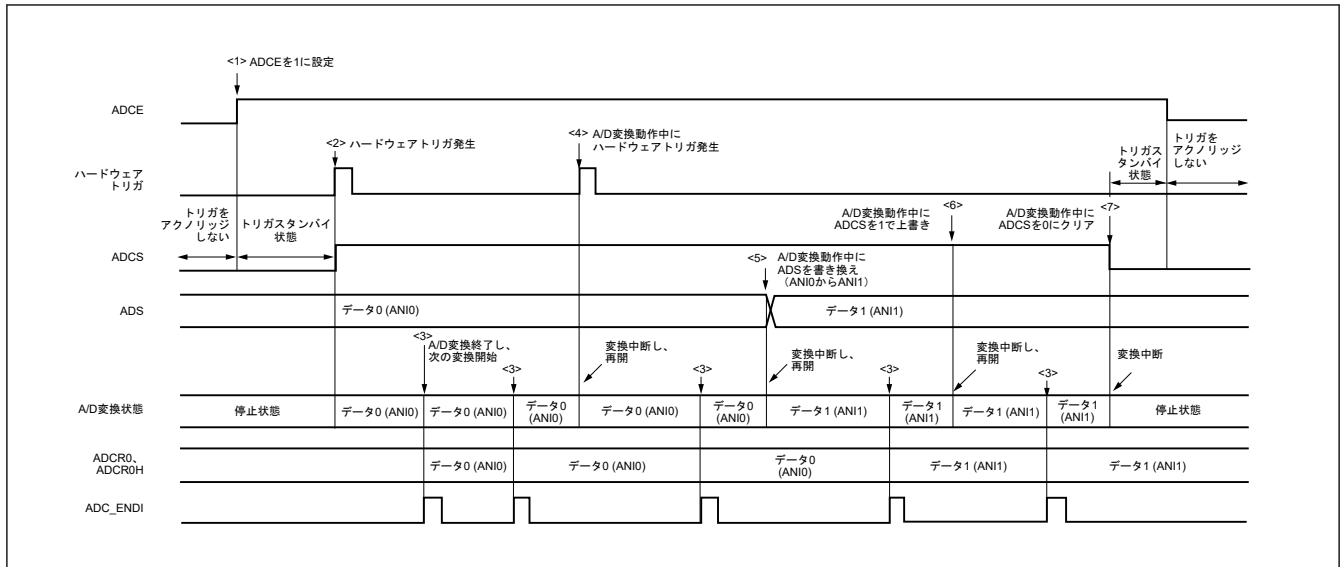 <1> ADCEを1に設定
ADCE
<2> ハードウェアトリガ発生
<4> A/D変換動作中に
ハードウェアトリガ発生
トリガス
タンバイ
状態
トリガを
アクノリッジ
しない
ハードウェア
トリガ
トリガを
アクノリッジ
しない
トリガスタンバイ
状態
A/D変換動作中に
ADCSを1で上書き
<6>
A/D変換動作中に
ADCSを0にクリア
<7>
ADCS
<5> A/D変換動作中に
ADSを書き換え
（ANI0からANI1）
ADS
データ0 (ANI0)
データ1 (ANI1)
<3>
A/D変換終了し、
次の変換開始
<3>
変換中断し、
再開
<3>
変換中断し、
再開
<3>
変換中断し、
再開
<3>
変換中断
A/D変換状態
停止状態
データ0 (ANI0)
データ0 (ANI0)
データ0
(ANI0)
データ0 (ANI0)
データ0
(ANI0)
データ1 (ANI1)
データ1
(ANI1)
データ1 (ANI1)
データ1
(ANI1)
停止状態
ADCR0、
ADCR0H
データ0 (ANI0)
データ0 (ANI0)
データ0
(ANI0)
データ1 (ANI1)
データ1 (ANI1)
ADC_ENDI